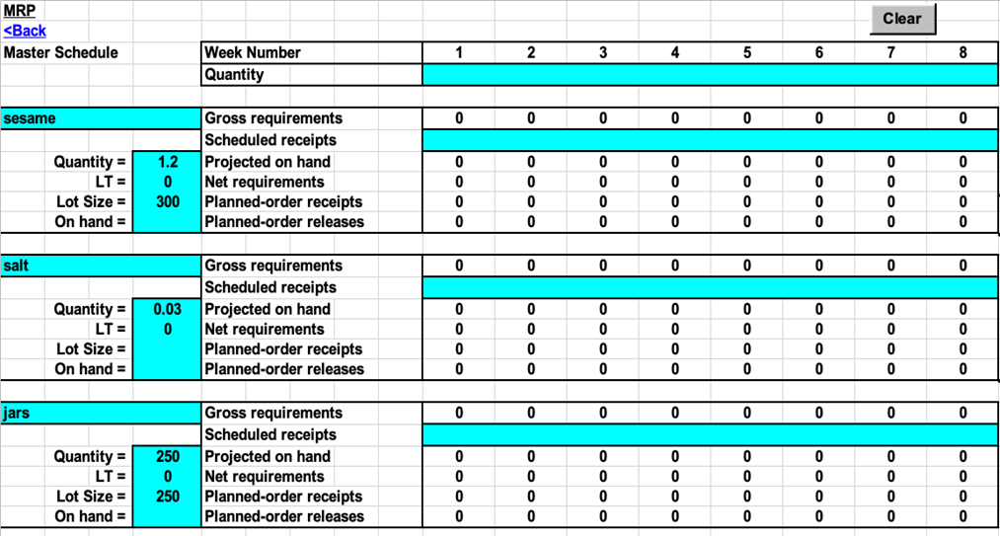 MRP
Clear
<Back
Master Schedule Week Number 1 2 3 4 5 6 7 8
Quantity
sesame Gross requirements 0 0 0 0 0 0 0 0
Scheduled receipts
Quantity = 1.2 Projected on hand 0 0 0 0 0 0 0 0
LT = 0 Net requirements 0 0 0 0 0 0 0 0
Lot Size = 300 Planned-order receipts 0 0 0 0 0 0 0 0
On hand = Planned-order releases 0 0 0 0 0 0 0 0
salt Gross requirements 0 0 0 0 0 0 0 0
Scheduled receipts
Quantity = 0.03 Projected on hand 0 0 0 0 0 0 0 0
LT = 0 Net requirements 0 0 0 0 0 0 0 0
Lot Size = Planned-order receipts 0 0 0 0 0 0 0 0
On hand = Planned-order releases 0 0 0 0 0 0 0 0
jars Gross requirements 0 0 0 0 0 0 0 0
Scheduled receipts
Quantity = 250 Projected on hand 0 0 0 0 0 0 0 0
LT = 0 Net requirements 0 0 0 0 0 0 0 0
Lot Size = 250 Planned-order receipts 0 0 0 0 0 0 0 0
On hand = Planned-order releases 0 0 0 0 0 0 0 0